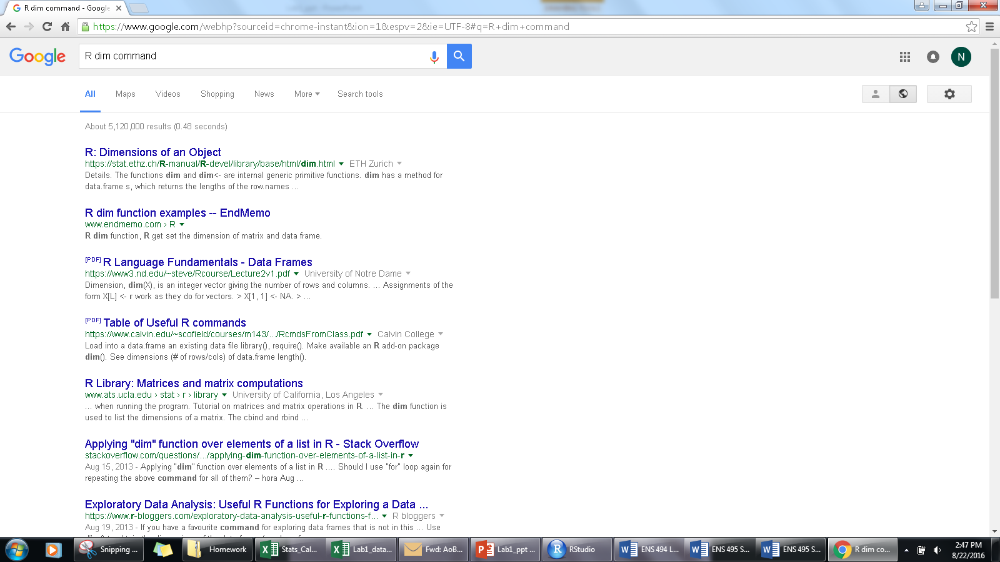 R dim command - Google
https://www.google.com/webhp?sourceid=chrome-instant&ion=1&espv=2&ie=UTF-8#q=R+dim+command
Google
R dim command
N
All Maps Videos Shopping News More Search tools
About 5,120,000 results (0.48 seconds)
R: Dimensions of an Object
https://stat.ethz.ch/R-manual/R-devel/library/base/html/dim.html ETH Zurich
Details. The functions dim and dim<- are internal generic primitive functions. dim has a method for
data.frame s, which returns the lengths of the row.names ...
R dim function examples -- EndMemo
www.endmemo.com › R
R dim function, R get set the dimension of matrix and data frame.
[PDF] R Language Fundamentals - Data Frames
https://www3.nd.edu/~steve/Rcourse/Lecture2v1.pdf University of Notre Dame
Dimension, dim(X), is an integer vector giving the number of rows and columns. ... Assignments of the
form X[L] <- r work as they do for vectors. > X[1, 1] <- NA. > ...
[PDF] Table of Useful R commands
https://www.calvin.edu/~scofield/courses/m143/.../RcmdsFromClass.pdf Calvin College
Load into a data.frame an existing data file library(), require(). Make available an R add-on package
dim(). See dimensions (# of rows/cols) of data.frame length().
R Library: Matrices and matrix computations
www.ats.ucla.edu › stat › r › library University of California, Los Angeles
... when running the program. Tutorial on matrices and matrix operations in R. ... The dim function is
used to list the dimensions of a matrix. The cbind and rbind ...
Applying "dim" function over elements of a list in R - Stack Overflow
stackoverflow.com/questions/.../applying-dim-function-over-elements-of-a-list-in-r
Aug 15, 2013 - Applying "dim" function over elements of a list in R .... Should I use "for" loop again for
repeating the above command for all of them? – hora Aug ...
Exploratory Data Analysis: Useful R Functions for Exploring a Data ...
https://www.r-bloggers.com/exploratory-data-analysis-useful-r-functions-f... R bloggers
Aug 19, 2013 - If you have a favourite command for exploring data frames that is not in this ... Use
Snipping ... Homework Stats_Cal... Lab1_data... Fwd: AoB... Lab1_ppt ... RStudio ENS 494 L... ENS 495 S... ENS 495 S... R dim co...
2:47 PM
8/22/2016